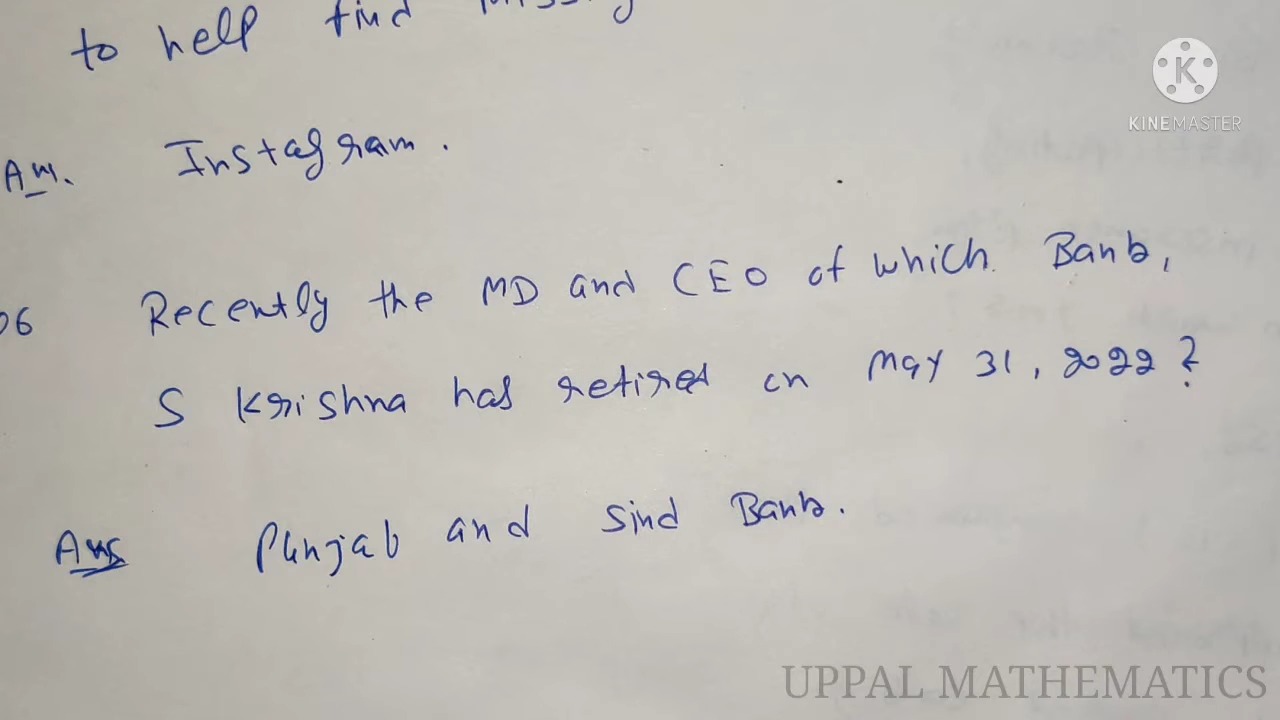 to help find missing
K
KINEMASTER
Ans. Instagram.
06 Recently the MD and CEO of which Bank,
S Krishna has retired on May 31, 2022?
Ans Punjab and Sind Bank.
UPPAL MATHEMATICS